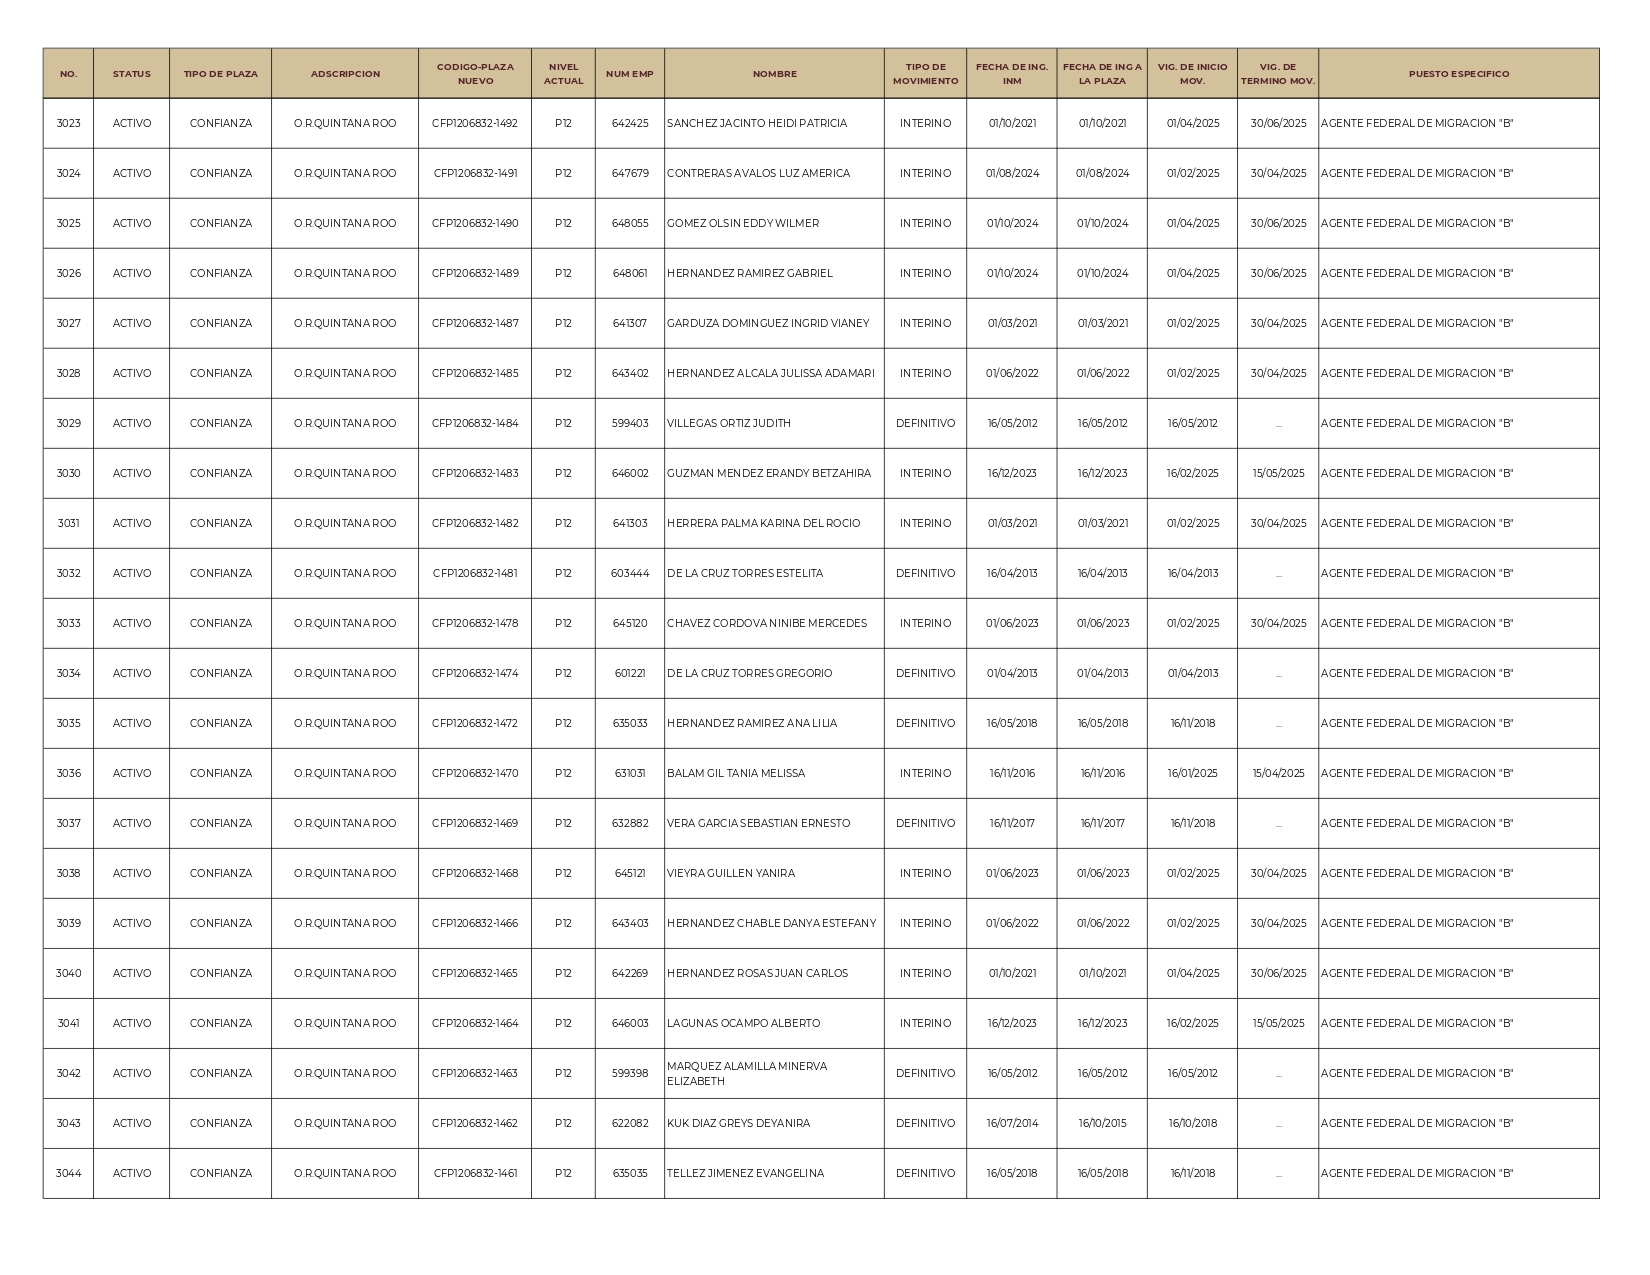 NO. STATUS TIPO DE PLAZA ADSCRIPCION CODIGO-PLAZA NUEVO NIVEL ACTUAL NUM EMP NOMBRE TIPO DE MOVIMIENTO FECHA DE ING. INM FECHA DE ING A LA PLAZA VIG. DE INICIO MOV. VIG. DE TERMINO MOV. PUESTO ESPECIFICO
3023 ACTIVO CONFIANZA O.R.QUINTANA ROO CFP1206832-1492 P12 642425 SANCHEZ JACINTO HEIDI PATRICIA INTERINO 01/10/2021 01/10/2021 01/04/2025 30/06/2025 AGENTE FEDERAL DE MIGRACION "B"
3024 ACTIVO CONFIANZA O.R.QUINTANA ROO CFP1206832-1491 P12 647679 CONTRERAS AVALOS LUZ AMERICA INTERINO 01/08/2024 01/08/2024 01/02/2025 30/04/2025 AGENTE FEDERAL DE MIGRACION "B"
3025 ACTIVO CONFIANZA O.R.QUINTANA ROO CFP1206832-1490 P12 648055 GOMEZ OLSIN EDDY WILMER INTERINO 01/10/2024 01/10/2024 01/04/2025 30/06/2025 AGENTE FEDERAL DE MIGRACION "B"
3026 ACTIVO CONFIANZA O.R.QUINTANA ROO CFP1206832-1489 P12 648061 HERNANDEZ RAMIREZ GABRIEL INTERINO 01/10/2024 01/10/2024 01/04/2025 30/06/2025 AGENTE FEDERAL DE MIGRACION "B"
3027 ACTIVO CONFIANZA O.R.QUINTANA ROO CFP1206832-1487 P12 641307 GARDUZA DOMINGUEZ INGRID VIANEY INTERINO 01/03/2021 01/03/2021 01/02/2025 30/04/2025 AGENTE FEDERAL DE MIGRACION "B"
3028 ACTIVO CONFIANZA O.R.QUINTANA ROO CFP1206832-1485 P12 643402 HERNANDEZ ALCALA JULISSA ADAMARI INTERINO 01/06/2022 01/06/2022 01/02/2025 30/04/2025 AGENTE FEDERAL DE MIGRACION "B"
3029 ACTIVO CONFIANZA O.R.QUINTANA ROO CFP1206832-1484 P12 599403 VILLEGAS ORTIZ JUDITH DEFINITIVO 16/05/2012 16/05/2012 16/05/2012 ... AGENTE FEDERAL DE MIGRACION "B"
3030 ACTIVO CONFIANZA O.R.QUINTANA ROO CFP1206832-1483 P12 646002 GUZMAN MENDEZ ERANDY BETZAHIRA INTERINO 16/12/2023 16/12/2023 16/02/2025 15/05/2025 AGENTE FEDERAL DE MIGRACION "B"
3031 ACTIVO CONFIANZA O.R.QUINTANA ROO CFP1206832-1482 P12 641303 HERRERA PALMA KARINA DEL ROCIO INTERINO 01/03/2021 01/03/2021 01/02/2025 30/04/2025 AGENTE FEDERAL DE MIGRACION "B"
3032 ACTIVO CONFIANZA O.R.QUINTANA ROO CFP1206832-1481 P12 603444 DE LA CRUZ TORRES ESTELITA DEFINITIVO 16/04/2013 16/04/2013 16/04/2013 ... AGENTE FEDERAL DE MIGRACION "B"
3033 ACTIVO CONFIANZA O.R.QUINTANA ROO CFP1206832-1478 P12 645120 CHAVEZ CORDOVA NINIBE MERCEDES INTERINO 01/06/2023 01/06/2023 01/02/2025 30/04/2025 AGENTE FEDERAL DE MIGRACION "B"
3034 ACTIVO CONFIANZA O.R.QUINTANA ROO CFP1206832-1474 P12 601221 DE LA CRUZ TORRES GREGORIO DEFINITIVO 01/04/2013 01/04/2013 01/04/2013 ... AGENTE FEDERAL DE MIGRACION "B"
3035 ACTIVO CONFIANZA O.R.QUINTANA ROO CFP1206832-1472 P12 635033 HERNANDEZ RAMIREZ ANA LILIA DEFINITIVO 16/05/2018 16/05/2018 16/11/2018 ... AGENTE FEDERAL DE MIGRACION "B"
3036 ACTIVO CONFIANZA O.R.QUINTANA ROO CFP1206832-1470 P12 631031 BALAM GIL TANIA MELISSA INTERINO 16/11/2016 16/11/2016 16/01/2025 15/04/2025 AGENTE FEDERAL DE MIGRACION "B"
3037 ACTIVO CONFIANZA O.R.QUINTANA ROO CFP1206832-1469 P12 632882 VERA GARCIA SEBASTIAN ERNESTO DEFINITIVO 16/11/2017 16/11/2017 16/11/2018 ... AGENTE FEDERAL DE MIGRACION "B"
3038 ACTIVO CONFIANZA O.R.QUINTANA ROO CFP1206832-1468 P12 645121 VIEYRA GUILLEN YANIRA INTERINO 01/06/2023 01/06/2023 01/02/2025 30/04/2025 AGENTE FEDERAL DE MIGRACION "B"
3039 ACTIVO CONFIANZA O.R.QUINTANA ROO CFP1206832-1466 P12 643403 HERNANDEZ CHABLE DANYA ESTEFANY INTERINO 01/06/2022 01/06/2022 01/02/2025 30/04/2025 AGENTE FEDERAL DE MIGRACION "B"
3040 ACTIVO CONFIANZA O.R.QUINTANA ROO CFP1206832-1465 P12 642269 HERNANDEZ ROSAS JUAN CARLOS INTERINO 01/10/2021 01/10/2021 01/04/2025 30/06/2025 AGENTE FEDERAL DE MIGRACION "B"
3041 ACTIVO CONFIANZA O.R.QUINTANA ROO CFP1206832-1464 P12 646003 LAGUNAS OCAMPO ALBERTO INTERINO 16/12/2023 16/12/2023 16/02/2025 15/05/2025 AGENTE FEDERAL DE MIGRACION "B"
3042 ACTIVO CONFIANZA O.R.QUINTANA ROO CFP1206832-1463 P12 599398 MARQUEZ ALAMILLA MINERVA ELIZABETH DEFINITIVO 16/05/2012 16/05/2012 16/05/2012 ... AGENTE FEDERAL DE MIGRACION "B"
3043 ACTIVO CONFIANZA O.R.QUINTANA ROO CFP1206832-1462 P12 622082 KUK DIAZ GREYS DEYANIRA DEFINITIVO 16/07/2014 16/10/2015 16/10/2018 ... AGENTE FEDERAL DE MIGRACION "B"
3044 ACTIVO CONFIANZA O.R.QUINTANA ROO CFP1206832-1461 P12 635035 TELLEZ JIMENEZ EVANGELINA DEFINITIVO 16/05/2018 16/05/2018 16/11/2018 ... AGENTE FEDERAL DE MIGRACION "B"